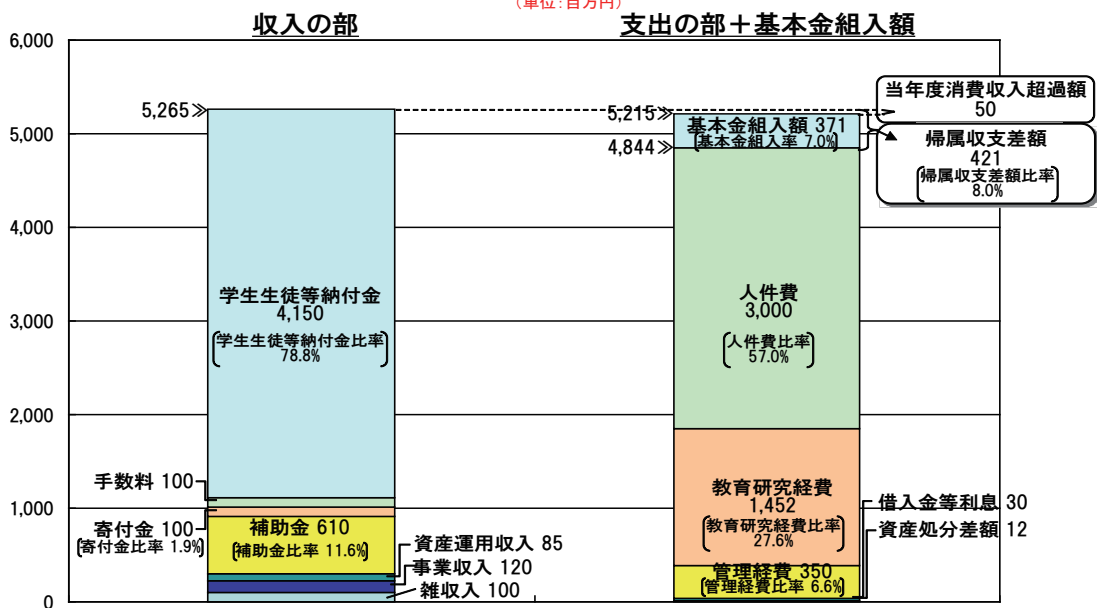 （単位：百万円）
収入の部
支出の部＋基本金組入額
6,000
5,000
4,000
3,000
2,000
1,000
0
5,265≫
学生生徒等納付金
4,150
学生生徒等納付金比率
78.8%
手数料 100
寄付金 100
寄付金比率 1.9%
補助金 610
補助金比率 11.6%
資産運用収入 85
事業収入 120
雑収入 100
5,215≫
基本金組入額 371
基本金組入率 7.0%
4,844≫
人件費
3,000
人件費比率
57.0%
教育研究経費
1,452
教育研究経費比率
27.6%
管理経費 350
管理経費比率 6.6%
借入金等利息 30
資産処分差額 12
当年度消費収入超過額
50
帰属収支差額
421
帰属収支差額比率
8.0%